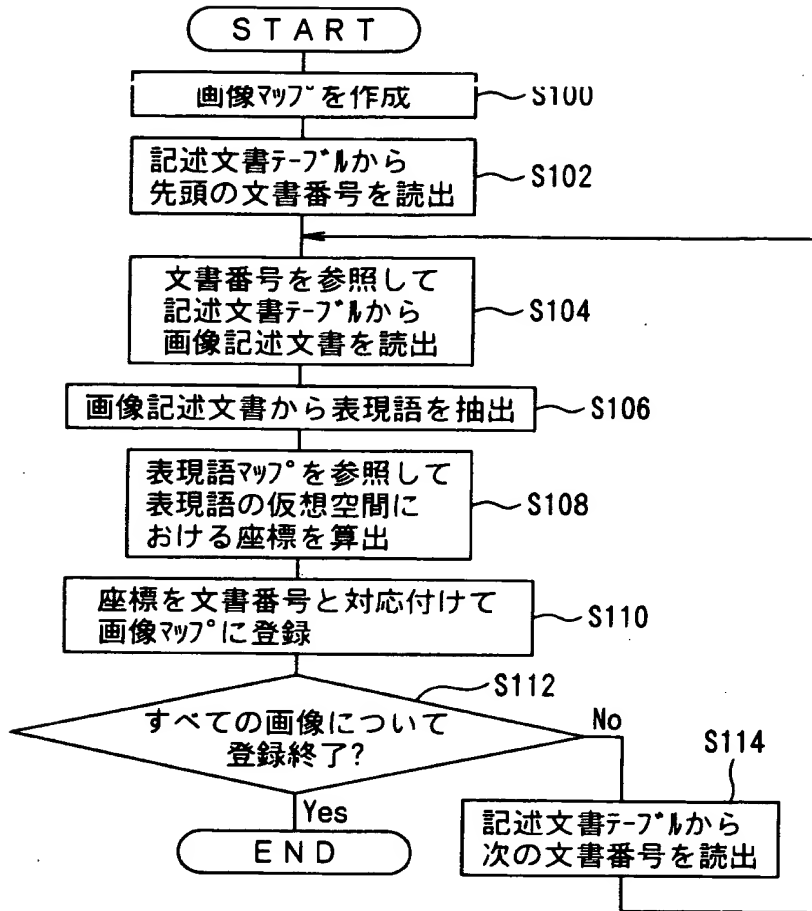 START
画像ﾏｯﾌﾟを作成
S100
記述文書ﾃｰﾌﾞﾙから
先頭の文書番号を読出
S102
文書番号を参照して
記述文書ﾃｰﾌﾞﾙから
画像記述文書を読出
S104
画像記述文書から表現語を抽出
S106
表現語ﾏｯﾌﾟを参照して
表現語の仮想空間に
おける座標を算出
S108
座標を文書番号と対応付けて
画像ﾏｯﾌﾟに登録
S110
S112
すべての画像について
登録終了?
No
Yes
END
S114
記述文書ﾃｰﾌﾞﾙから
次の文書番号を読出